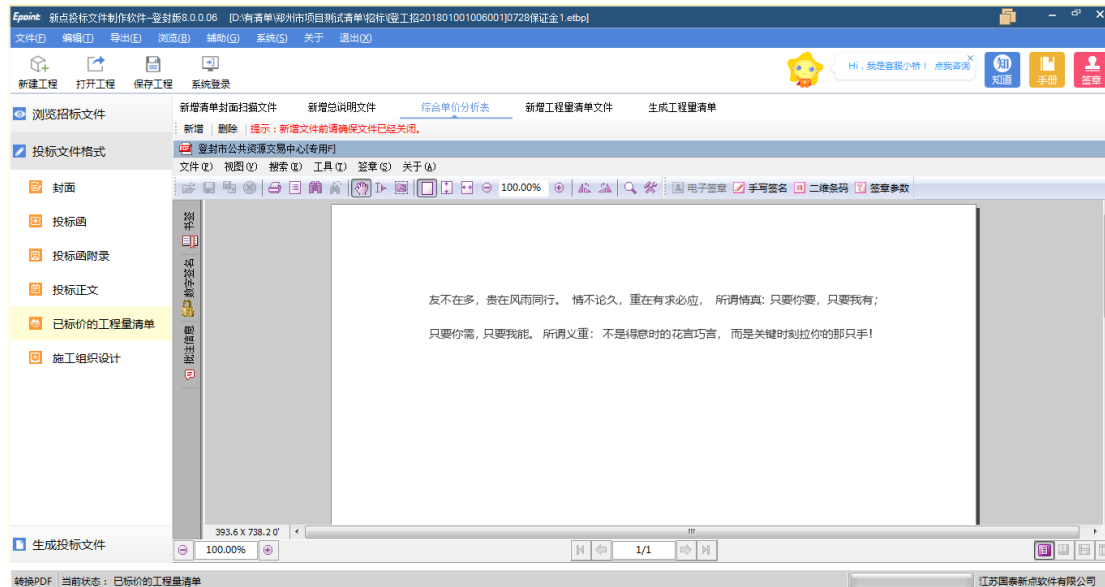 Epoint 新点投标文件制作软件-登封版8.0.0.06 [D:\有清单\郑州市项目测试清单\招标\[登工招201801001006001]0728保证金1.etbp]
文件(F) 编辑(T) 导出(E) 浏览(B) 辅助(G) 系统(S) 关于 退出(X)
新建工程 打开工程 保存工程 系统登录
Hi，我是客服小桥！ 点我咨询
知 知道 手册 签章
浏览招标文件
新增清单封面扫描文件 新增总说明文件 综合单价分析表 新增工程量清单文件 生成工程量清单
新增 删除 提示：新增文件前请确保文件已经关闭。
投标文件格式
登封市公共资源交易中心[专用F]
文件(F) 视图(V) 搜索(E) 工具(T) 签章(S) 关于(A)
100.00% 电子签章 手写签名 二维条码 签章参数
封面
投标函
投标函附录
投标正文
已标价的工程量清单
施工组织设计
书签
数字签名
批注信息
友不在多，贵在风雨同行。 情不论久，重在有求必应， 所谓情真: 只要你要，只要我有；
只要你需, 只要我能。 所谓义重： 不是得意时的花言巧言， 而是关键时刻拉你的那只手！
393.6 X 738.2 0'
生成投标文件
100.00% 1/1
转换PDF 当前状态： 已标价的工程量清单 江苏国泰新点软件有限公司